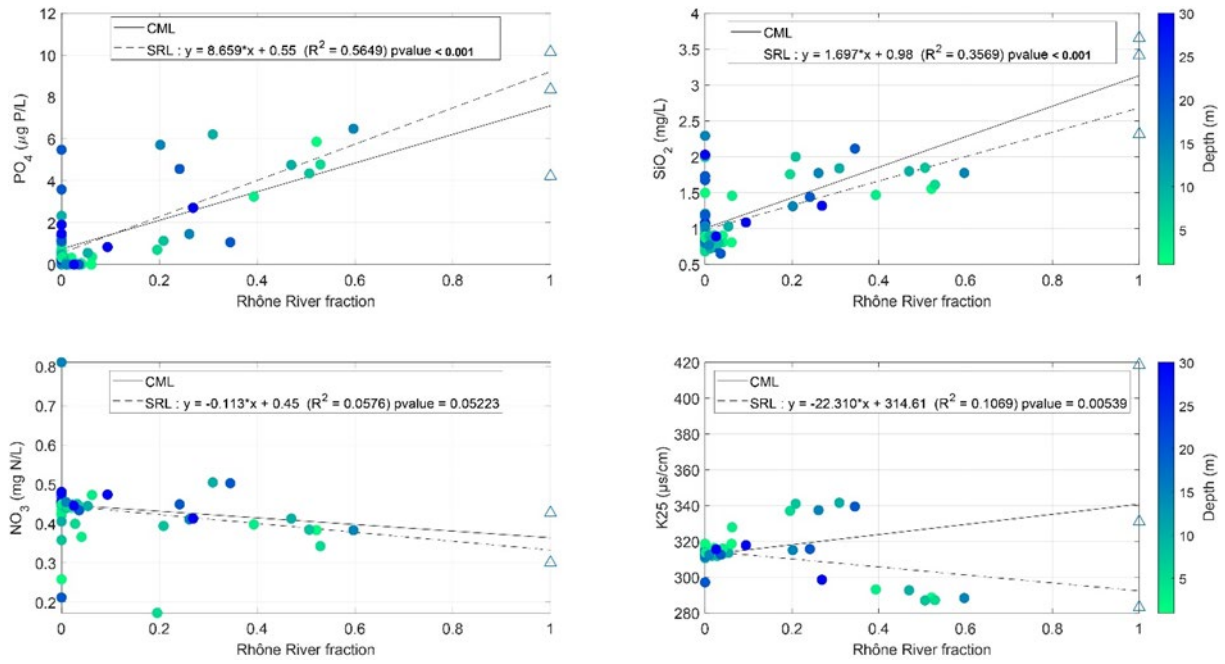 12
10
8
6
4
2
0
PO4 (µg P/L)
CML
SRL : y = 8.659*x + 0.55 (R² = 0.5649) pvalue < 0.001
0 0.2 0.4 0.6 0.8 1
Rhône River fraction
4
3.5
3
2.5
2
1.5
1
0.5
SiO2 (mg/L)
CML
SRL : y = 1.697*x + 0.98 (R² = 0.3569) pvalue < 0.001
0 0.2 0.4 0.6 0.8 1
Rhône River fraction
30
25
20
15
10
5
Depth (m)
0.8
0.7
0.6
0.5
0.4
0.3
0.2
NO3 (mg N/L)
CML
SRL : y = -0.113*x + 0.45 (R² = 0.0576) pvalue = 0.05223
0 0.2 0.4 0.6 0.8 1
Rhône River fraction
420
400
380
360
340
320
300
280
K25 (µs/cm)
CML
SRL : y = -22.310*x + 314.61 (R² = 0.1069) pvalue = 0.00539
0 0.2 0.4 0.6 0.8 1
Rhône River fraction
30
25
20
15
10
5
Depth (m)